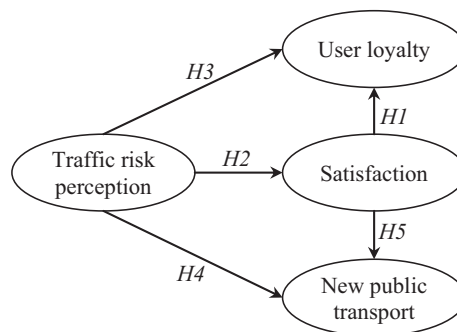 User loyalty
H3
H1
Traffic risk
perception
H2
Satisfaction
H5
H4
New public
transport